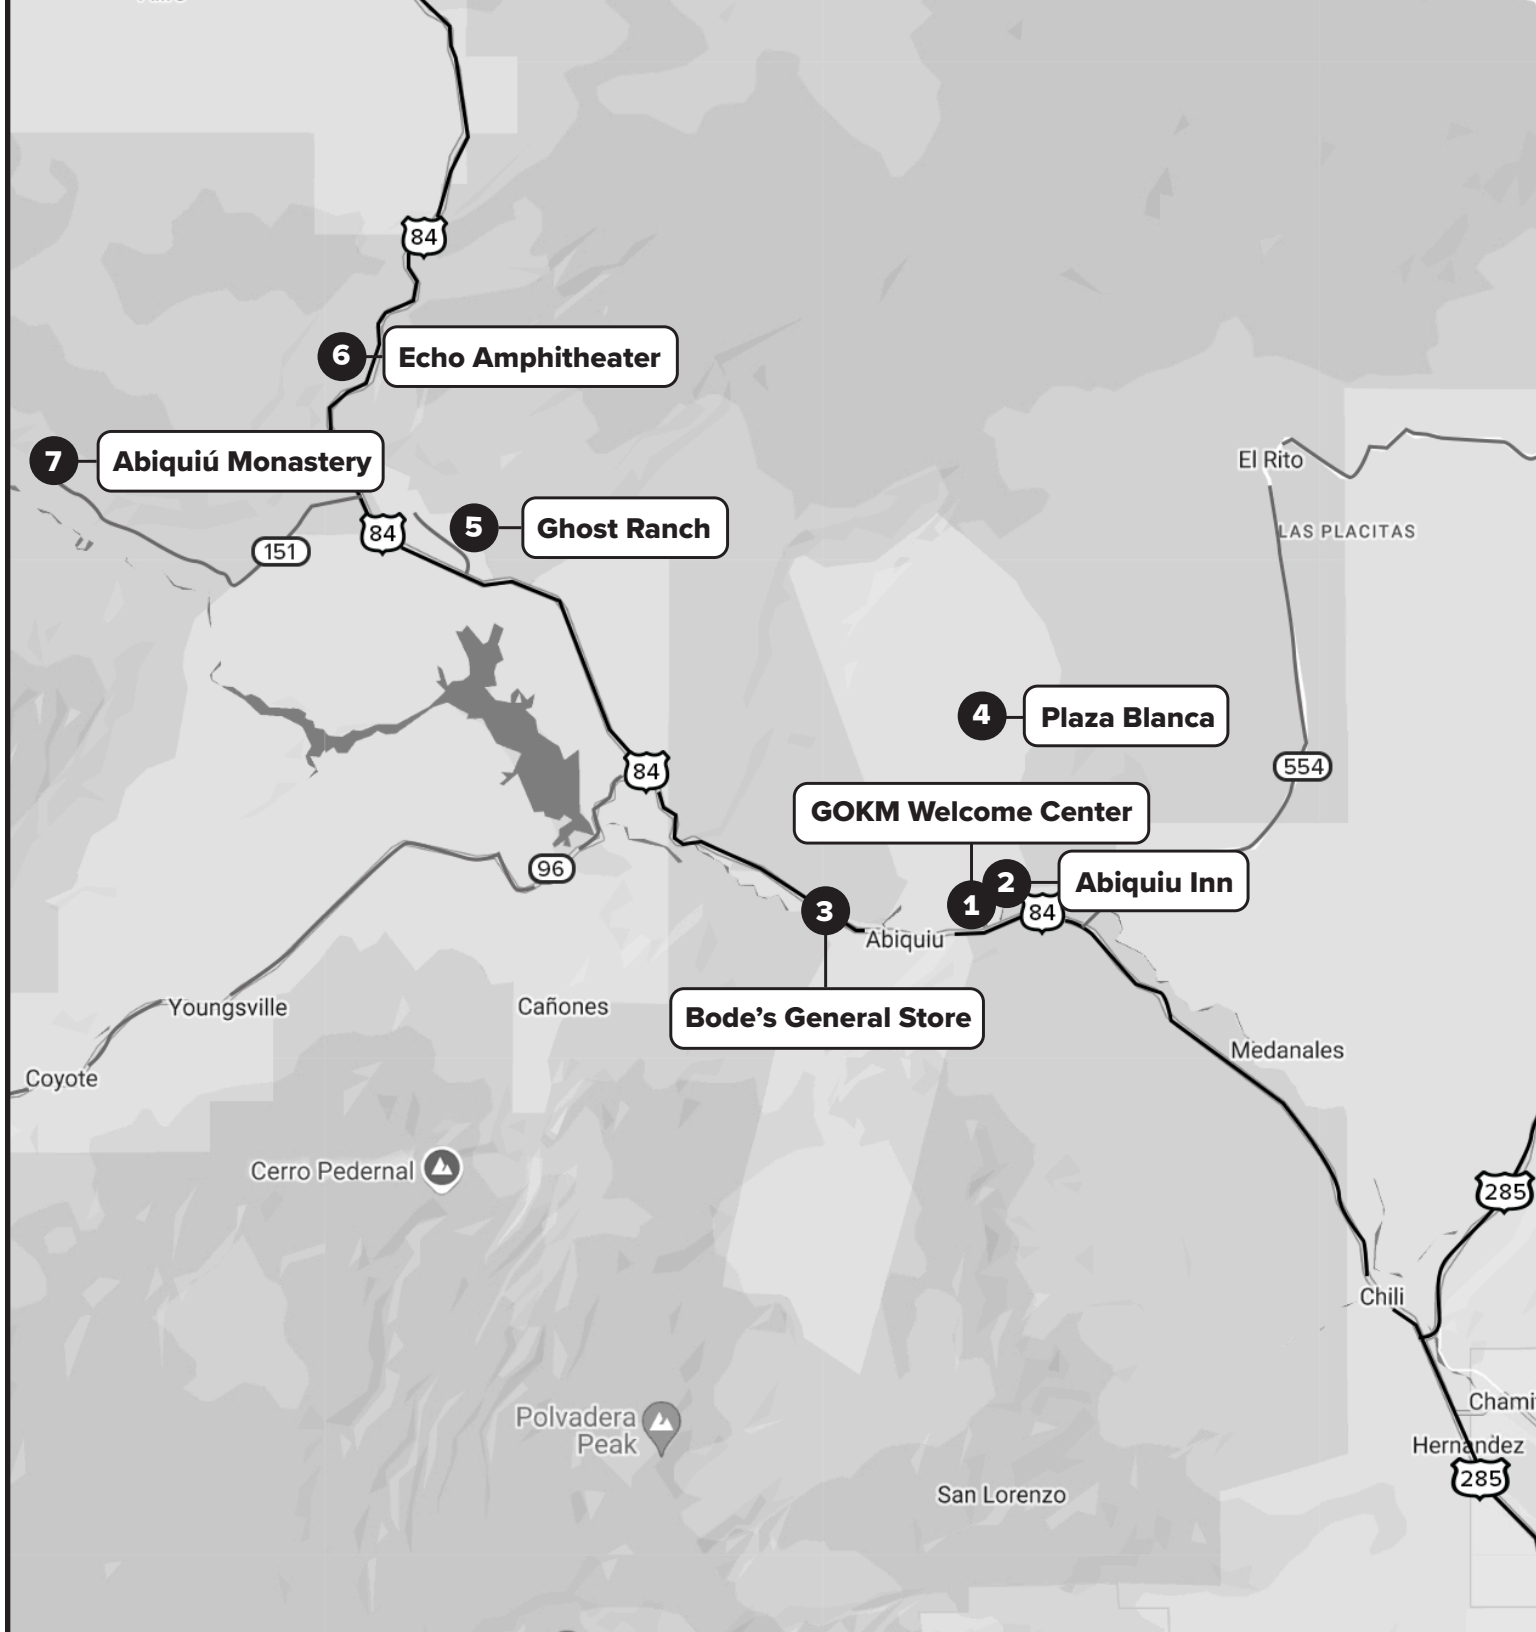 84
6
Echo Amphitheater
7
Abiquiú Monastery
El Rito
LAS PLACITAS
84
5
Ghost Ranch
151
4
Plaza Blanca
84
554
GOKM Welcome Center
96
2
Abiquiu Inn
1
3
84
Abiquiu
Youngsville
Cañones
Bode’s General Store
Medanales
Coyote
Cerro Pedernal
285
Chili
Chami
Polvadera
Peak
Hernandez
285
San Lorenzo